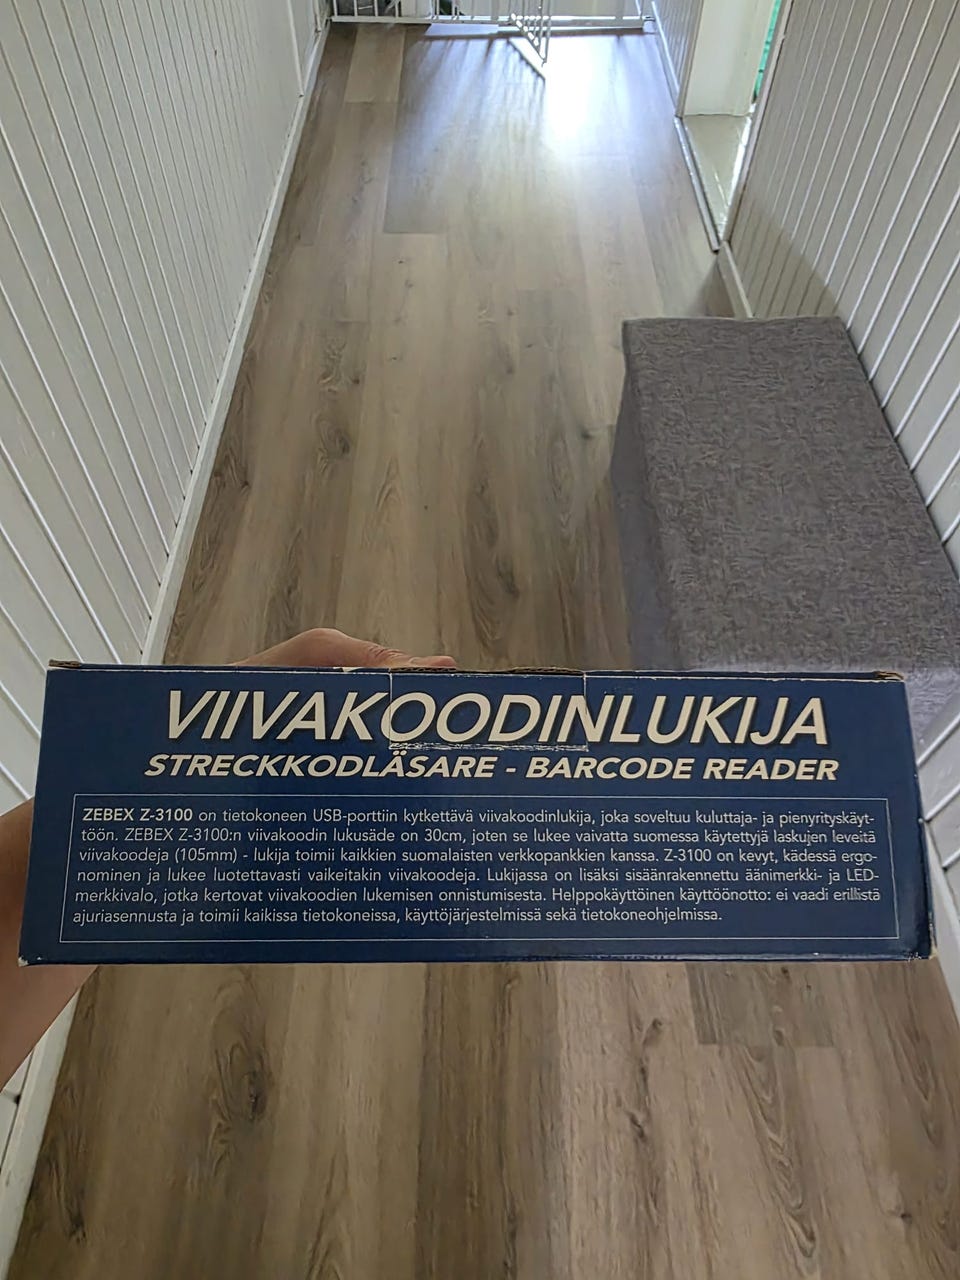 VIIVAKOODINLUKIJA
STRECKKODLÄSARE - BARCODE READER
ZEBEX Z-3100 on tietokoneen USB-porttiin kytkettävä viivakoodinlukija, joka soveltuu kuluttaja- ja pienyrityskäyt-
töön. ZEBEX Z-3100:n viivakoodin lukusäde on 30cm, joten se lukee vaivatta suomessa käytettyjä laskujen leveitä
viivakoodeja (105mm) - lukija toimii kaikkien suomalaisten verkkopankkien kanssa. Z-3100 on kevyt, kädessä ergo-
nominen ja lukee luotettavasti vaikeitakin viivakoodeja. Lukijassa on lisäksi sisäänrakennettu äänimerkki- ja LED-
merkkivalo, jotka kertovat viivakoodien lukemisen onnistumisesta. Helppokäyttöinen käyttöönotto: ei vaadi erillistä
ajuriasennusta ja toimii kaikissa tietokoneissa, käyttöjärjestelmissä sekä tietokoneohjelmissa.